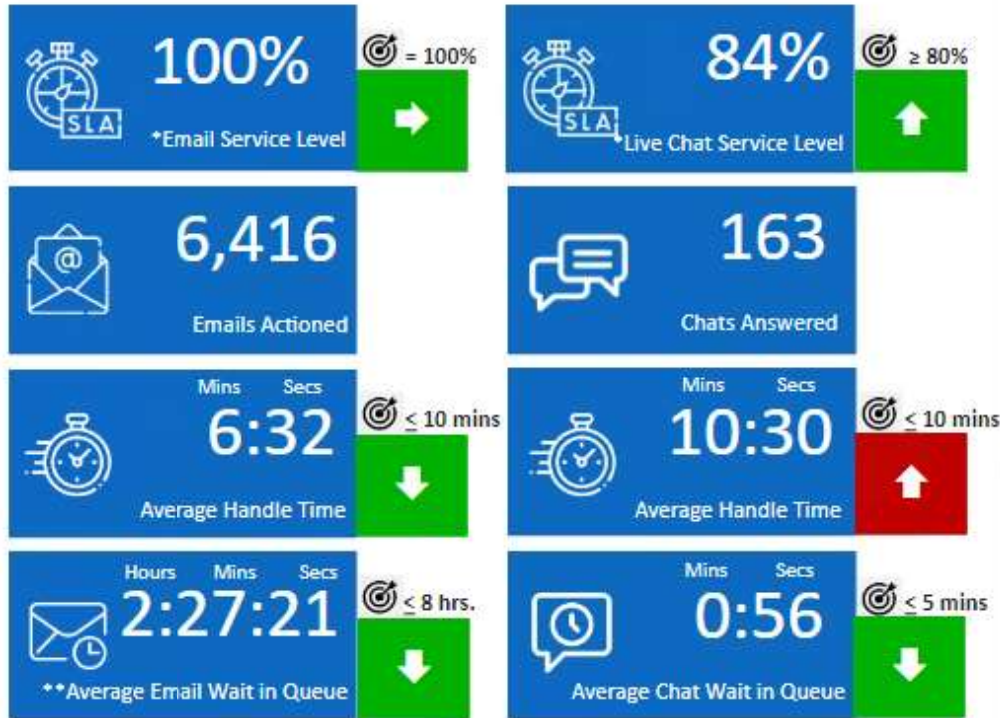 100%
= 100%
SLA
*Email Service Level
84%
≥ 80%
SLA
*Live Chat Service Level
@
6,416
Emails Actioned
163
Chats Answered
Mins Secs
6:32
≤ 10 mins
Average Handle Time
Mins Secs
10:30
≤ 10 mins
Average Handle Time
Hours Mins Secs
2:27:21
≤ 8 hrs.
**Average Email Wait in Queue
Mins Secs
0:56
≤ 5 mins
Average Chat Wait in Queue